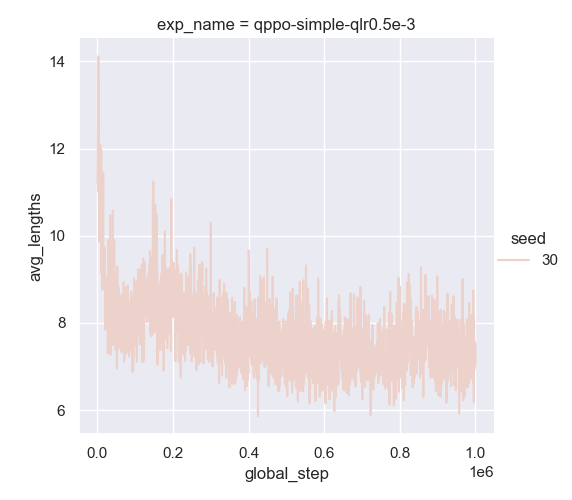 exp_name = qppo-simple-qlr0.5e-3
14
12
10
8
6
avg_lengths
0.0 0.2 0.4 0.6 0.8 1.0
1e6
global_step
seed
30